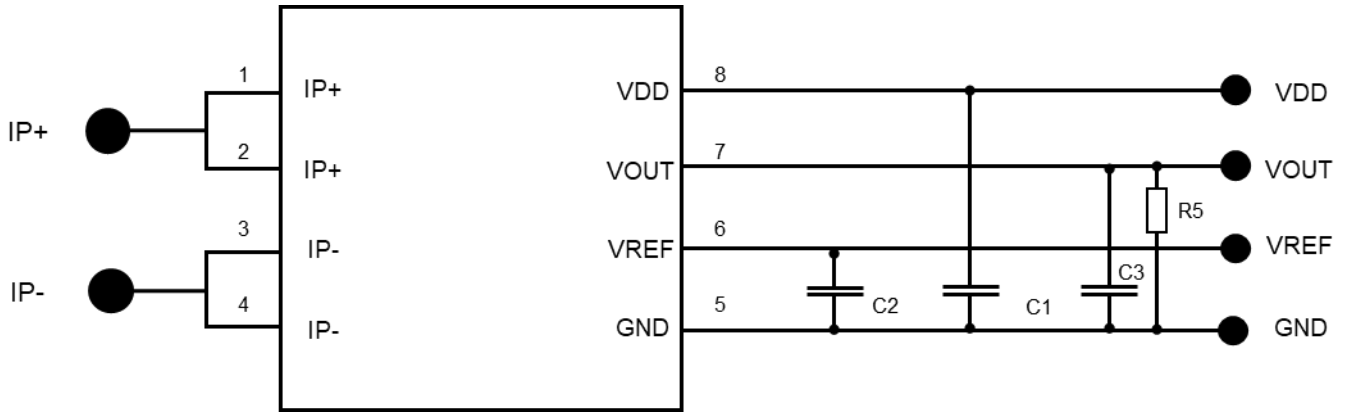 1 IP+ VDD 8 VDD
IP+
2 IP+ VOUT 7 VOUT
R5
3 IP- VREF 6 VREF
C3
IP-
4 IP- GND 5 GND
C2 C1